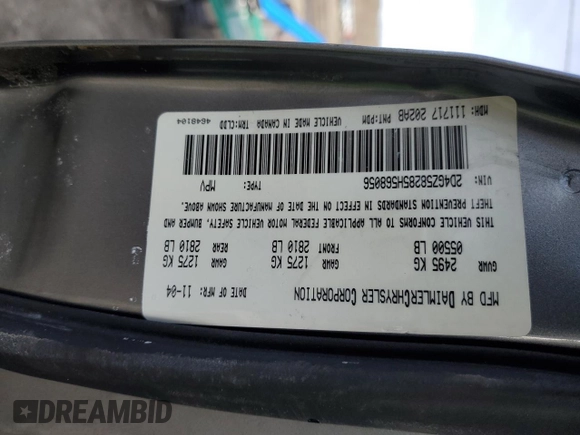 MFD BY DAIMLERCHRYSLER CORPORATION DATE OF MFR: 11-04
GVWR GAWR FRONT GAWR REAR
2495 KG 1275 KG 1275 KG
05500 LB 2810 LB 2810 LB
THIS VEHICLE CONFORMS TO ALL APPLICABLE FEDERAL MOTOR VEHICLE SAFETY, BUMPER AND
THEFT PREVENTION STANDARDS IN EFFECT ON THE DATE OF MANUFACTURE SHOWN ABOVE.
VIN: 2D4GZ58285H568056 TYPE: MPV
MDH: 111717 202AB PNT:PDM VEHICLE MADE IN CANADA TRM:CLDD 4648104
DREAMBID